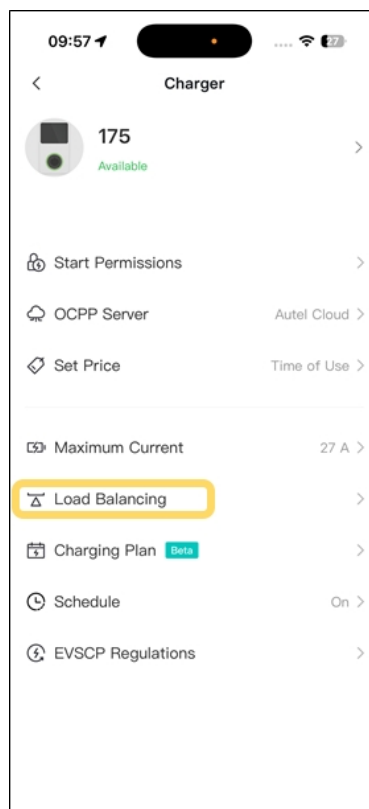 09:57
27
Charger
175
Available
Start Permissions
OCPP Server
Autel Cloud
Set Price
Time of Use
Maximum Current
27 A
Load Balancing
Charging Plan Beta
Schedule
On
EVSCP Regulations